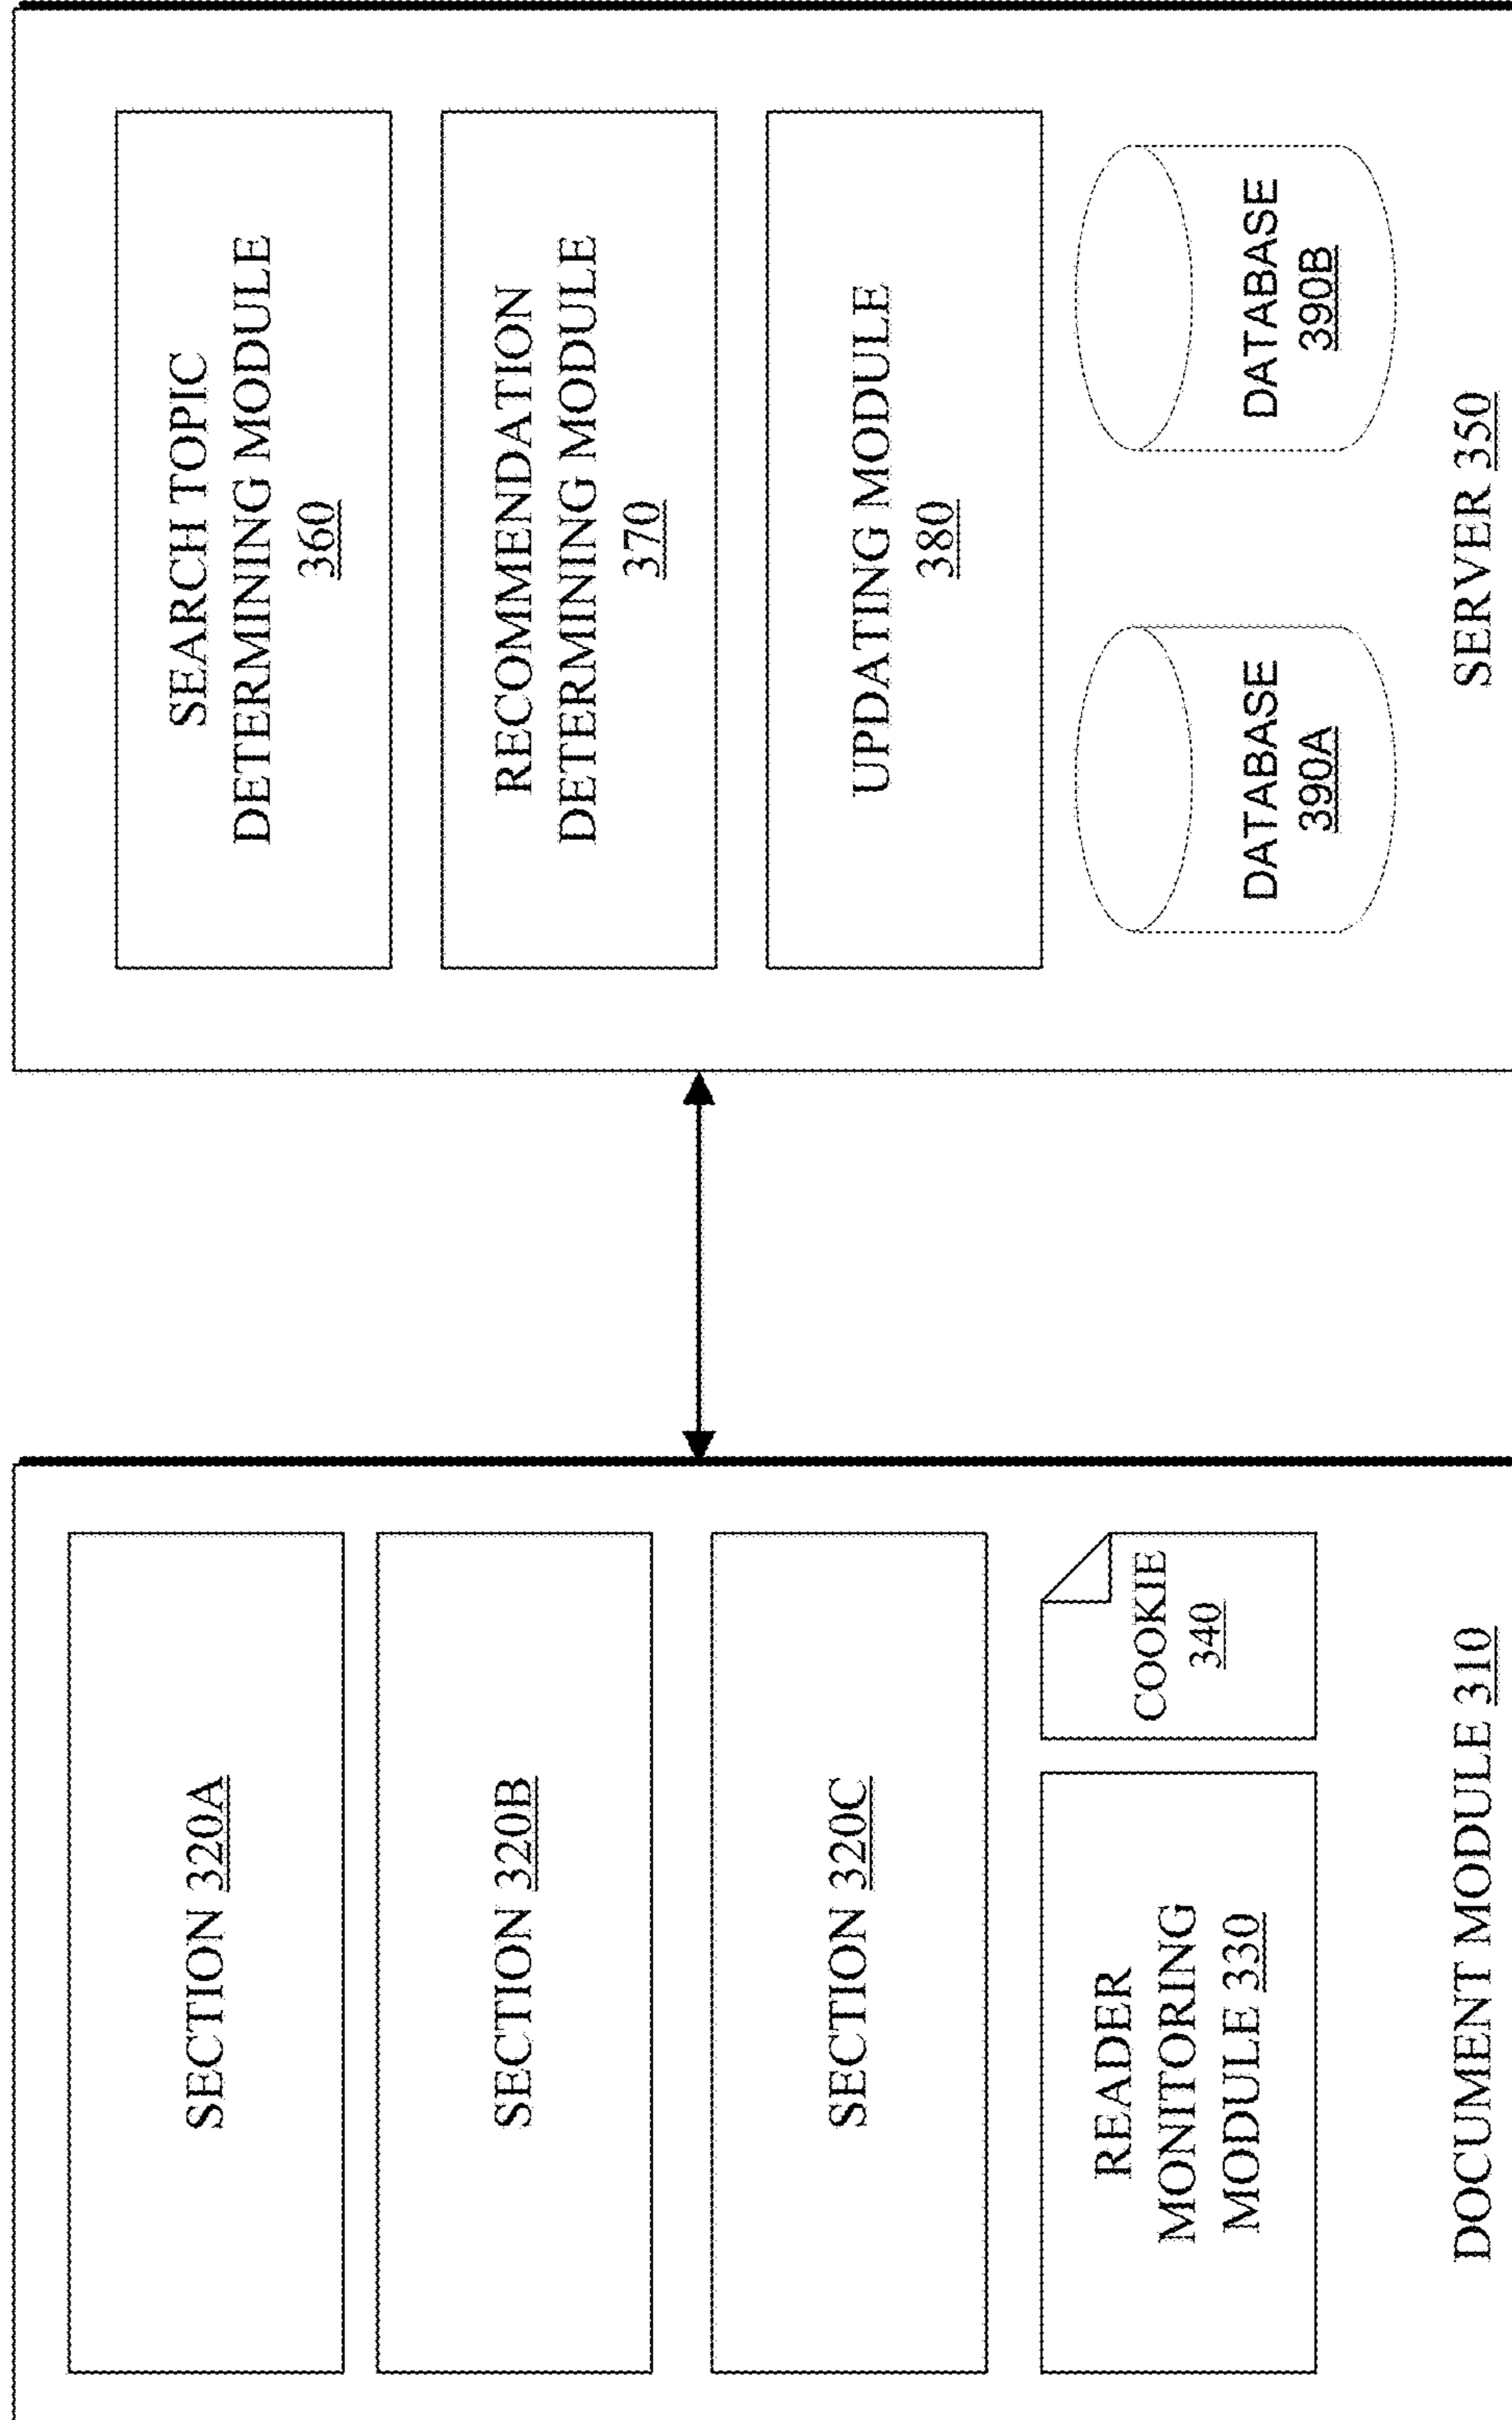 SECTION 320A
SECTION 320B
SECTION 320C
READER
MONITORING
MODULE 330
COOKIE
340
DOCUMENT MODULE 310
SEARCH TOPIC
DETERMINING MODULE
360
RECOMMENDATION
DETERMINING MODULE
370
UPDATING MODULE
380
DATABASE
390A
DATABASE
390B
SERVER 350